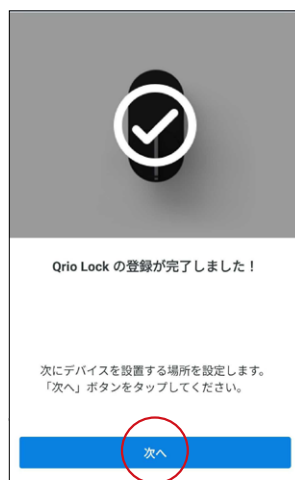 Qrio Lock の登録が完了しました！
次にデバイスを設置する場所を設定します。
「次へ」ボタンをタップしてください。
次へ